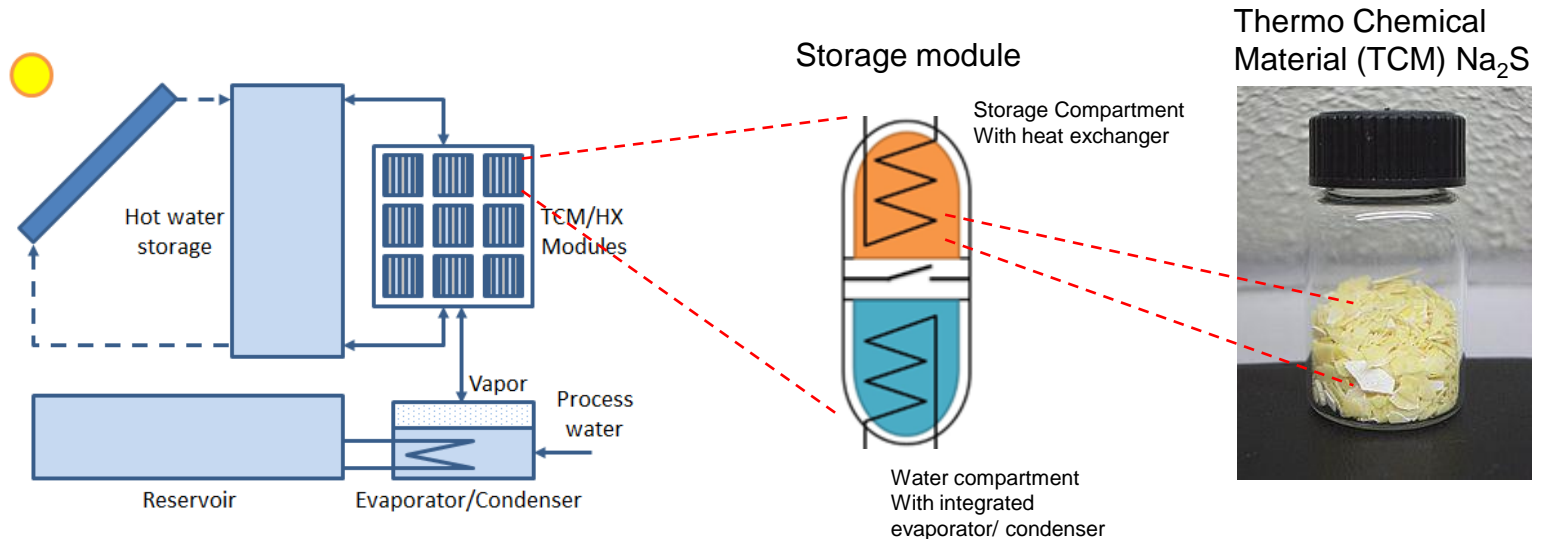 Thermo Chemical
Material (TCM) Na₂S
Storage module
Storage Compartment
With heat exchanger
Hot water
storage
TCM/HX
Modules
Vapor
Process
water
Reservoir
Evaporator/Condenser
Water compartment
With integrated
evaporator/ condenser